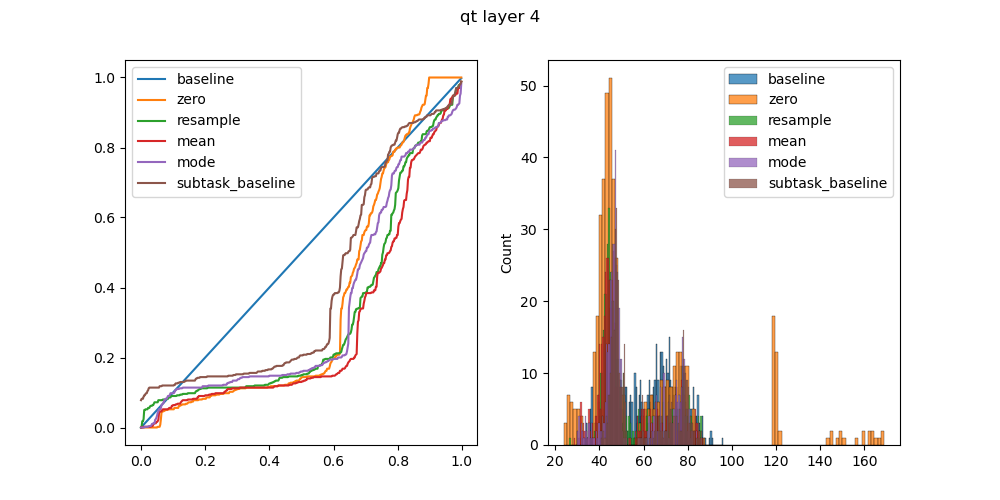 qt layer 4
baseline
zero
resample
mean
mode
subtask_baseline
1.0
0.8
0.6
0.4
0.2
0.0
0.0 0.2 0.4 0.6 0.8 1.0
baseline
zero
resample
mean
mode
subtask_baseline
Count
50
40
30
20
10
0
20 40 60 80 100 120 140 160